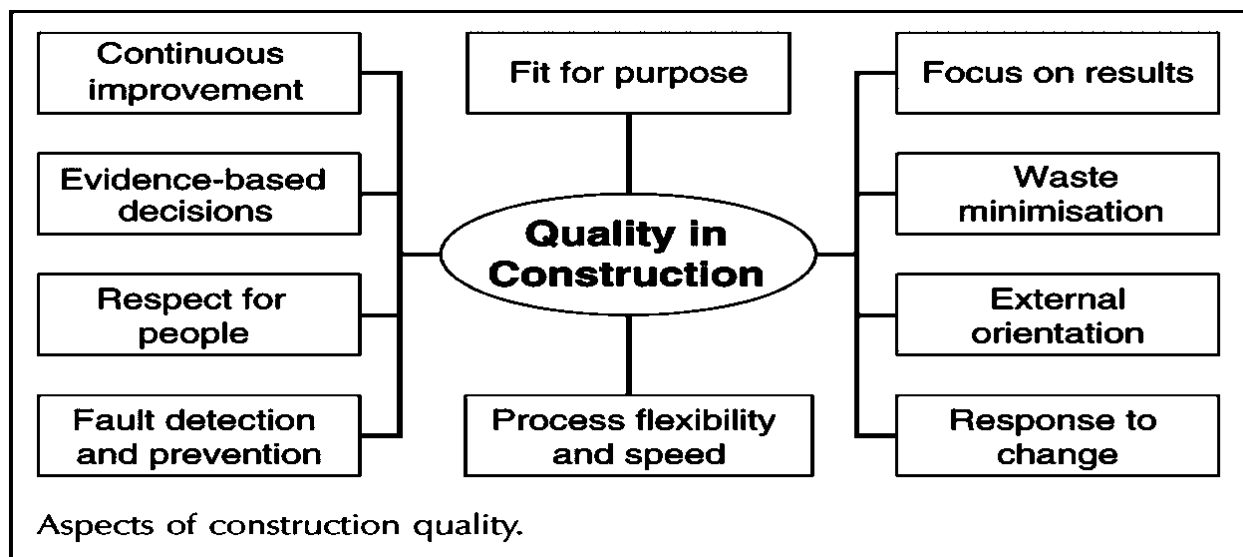 Continuous
improvement
Fit for purpose
Focus on results
Evidence-based
decisions
Waste
minimisation
Quality in
Construction
Respect for
people
External
orientation
Fault detection
and prevention
Process flexibility
and speed
Response to
change
Aspects of construction quality.